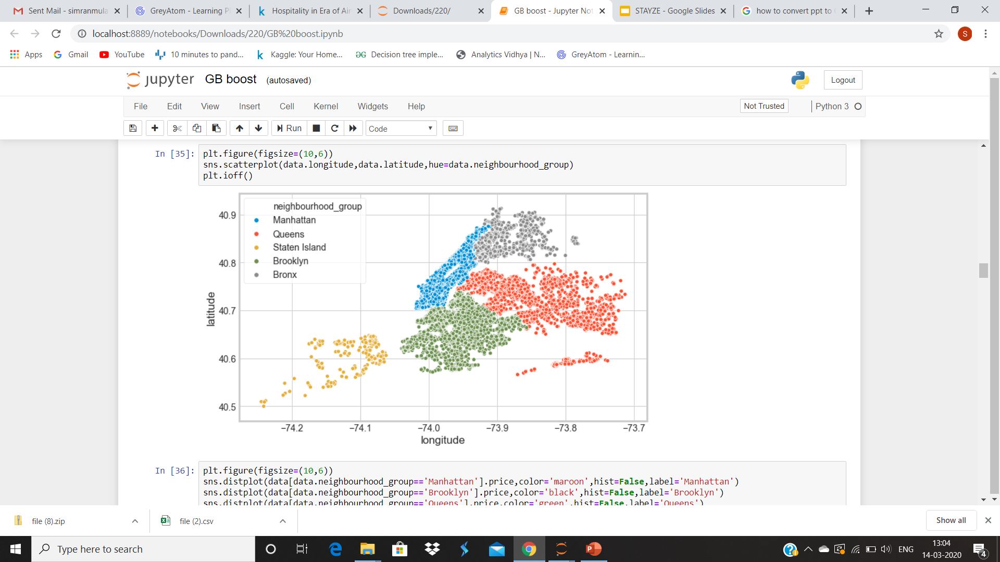 Sent Mail - simranmula
GreyAtom - Learning Pl
Hospitality in Era of Air
Downloads/220/
GB boost - Jupyter Not
STAYZE - Google Slides
how to convert ppt to
localhost:8889/notebooks/Downloads/220/GB%20boost.ipynb
S
Apps
Gmail
YouTube
10 minutes to pand...
Kaggle: Your Home...
Decision tree imple...
Analytics Vidhya | N...
GreyAtom - Learnin...
jupyter GB boost (autosaved)
Logout
File Edit View Insert Cell Kernel Widgets Help
Not Trusted
Python 3
Run
Code
In [35]:
plt.figure(figsize=(10,6))
sns.scatterplot(data.longitude,data.latitude,hue=data.neighbourhood_group)
plt.ioff()
neighbourhood_group
Manhattan
Queens
Staten Island
Brooklyn
Bronx
40.9
40.8
40.7
40.6
40.5
latitude
−74.2 −74.1 −74.0 −73.9 −73.8 −73.7
longitude
In [36]:
plt.figure(figsize=(10,6))
sns.distplot(data[data.neighbourhood_group=='Manhattan'].price,color='maroon',hist=False,label='Manhattan')
sns.distplot(data[data.neighbourhood_group=='Brooklyn'].price,color='black',hist=False,label='Brooklyn')
sns.distplot(data[data.neighbourhood_group=='Queens'].price,color='green',hist=False,label='Queens')
file (8).zip
file (2).csv
Show all
Type here to search
ENG
13:04
14-03-2020
4